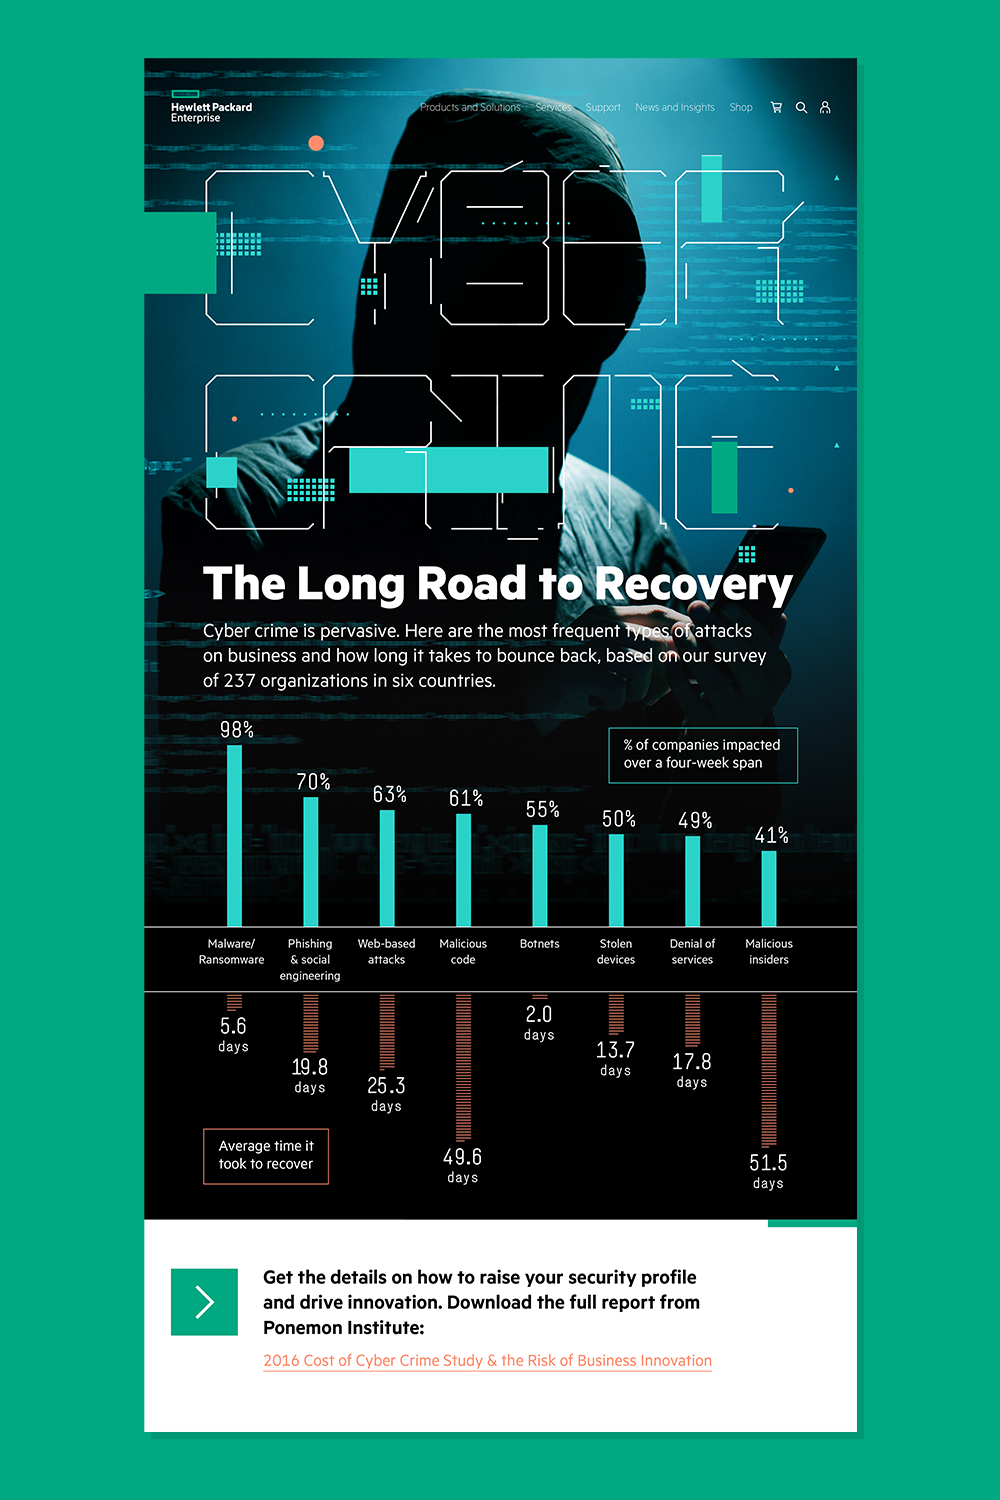 Hewlett Packard
Enterprise
Products and Solutions Services Support News and Insights Shop
CYBER
CRIME
The Long Road to Recovery
Cyber crime is pervasive. Here are the most frequent types of attacks
on business and how long it takes to bounce back, based on our survey
of 237 organizations in six countries.
% of companies impacted
over a four-week span
98%
70%
63%
61%
55%
50%
49%
41%
Malware/
Ransomware
Phishing
& social
engineering
Web-based
attacks
Malicious
code
Botnets
Stolen
devices
Denial of
services
Malicious
insiders
5.6
days
19.8
days
25.3
days
49.6
days
2.0
days
13.7
days
17.8
days
51.5
days
Average time it
took to recover
Get the details on how to raise your security profile
and drive innovation. Download the full report from
Ponemon Institute:
2016 Cost of Cyber Crime Study & the Risk of Business Innovation